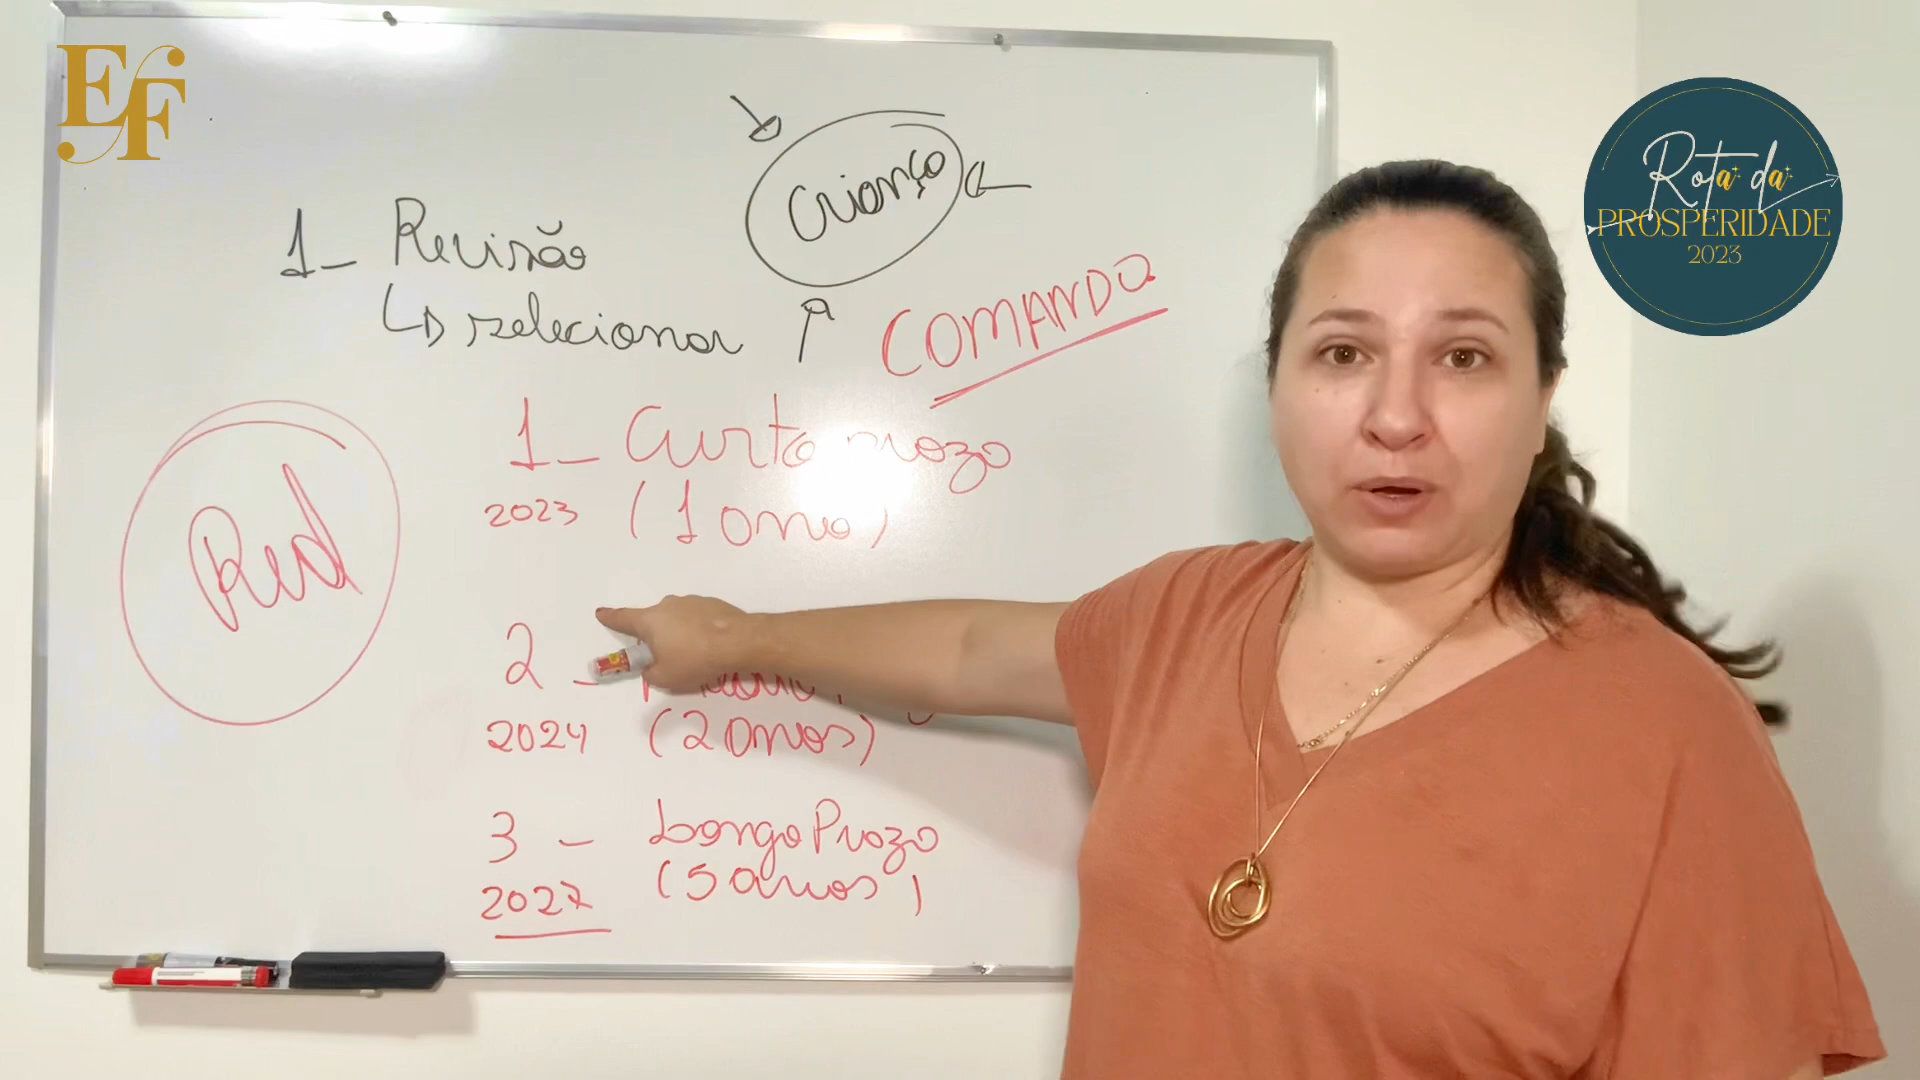 EF
Rota da
PROSPERIDADE
2023
Criança
1- Revisão
↳ selecionar
COMANDO
1- Curto prazo
2023 (1 ano)
Red
2 -
2024 (2 anos)
3 - Longo Prazo
2027 (5 anos)